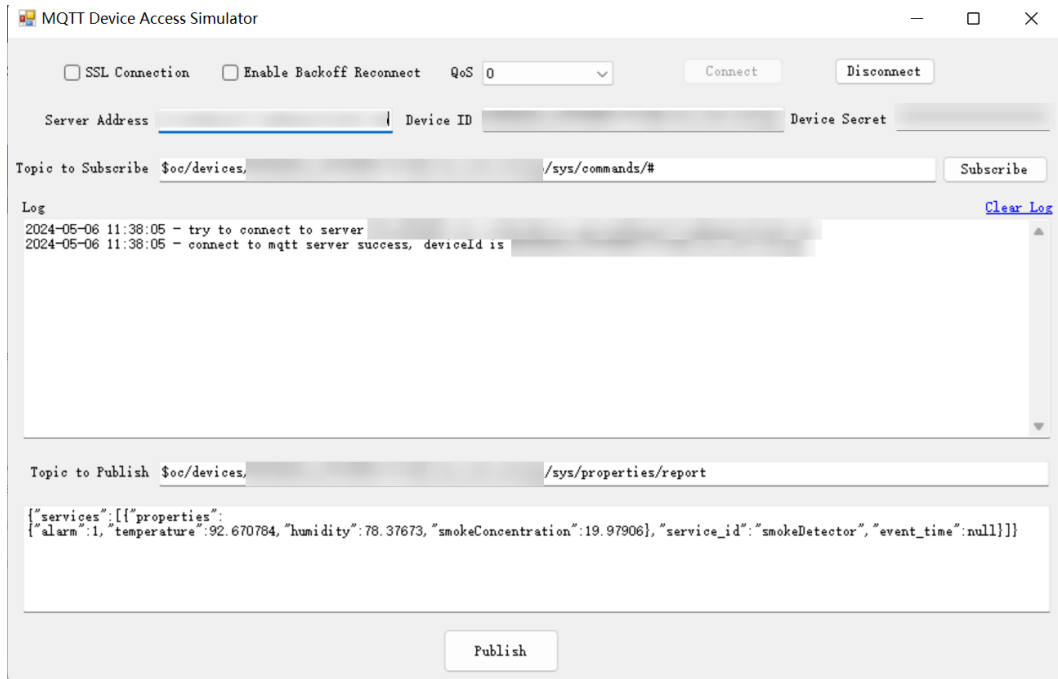 MQTT Device Access Simulator
SSL Connection Enable Backoff Reconnect QoS 0 Connect Disconnect
Server Address Device ID Device Secret
Topic to Subscribe $oc/devices/ /sys/commands/# Subscribe
Log Clear Log
2024-05-06 11:38:05 - try to connect to server
2024-05-06 11:38:05 - connect to mqtt server success, deviceId is
Topic to Publish $oc/devices/ /sys/properties/report
{"services":[{"properties":
{"alarm":1,"temperature":92.670784,"humidity":78.37673,"smokeConcentration":19.97906},"service_id":"smokeDetector","event_time":null}]}
Publish